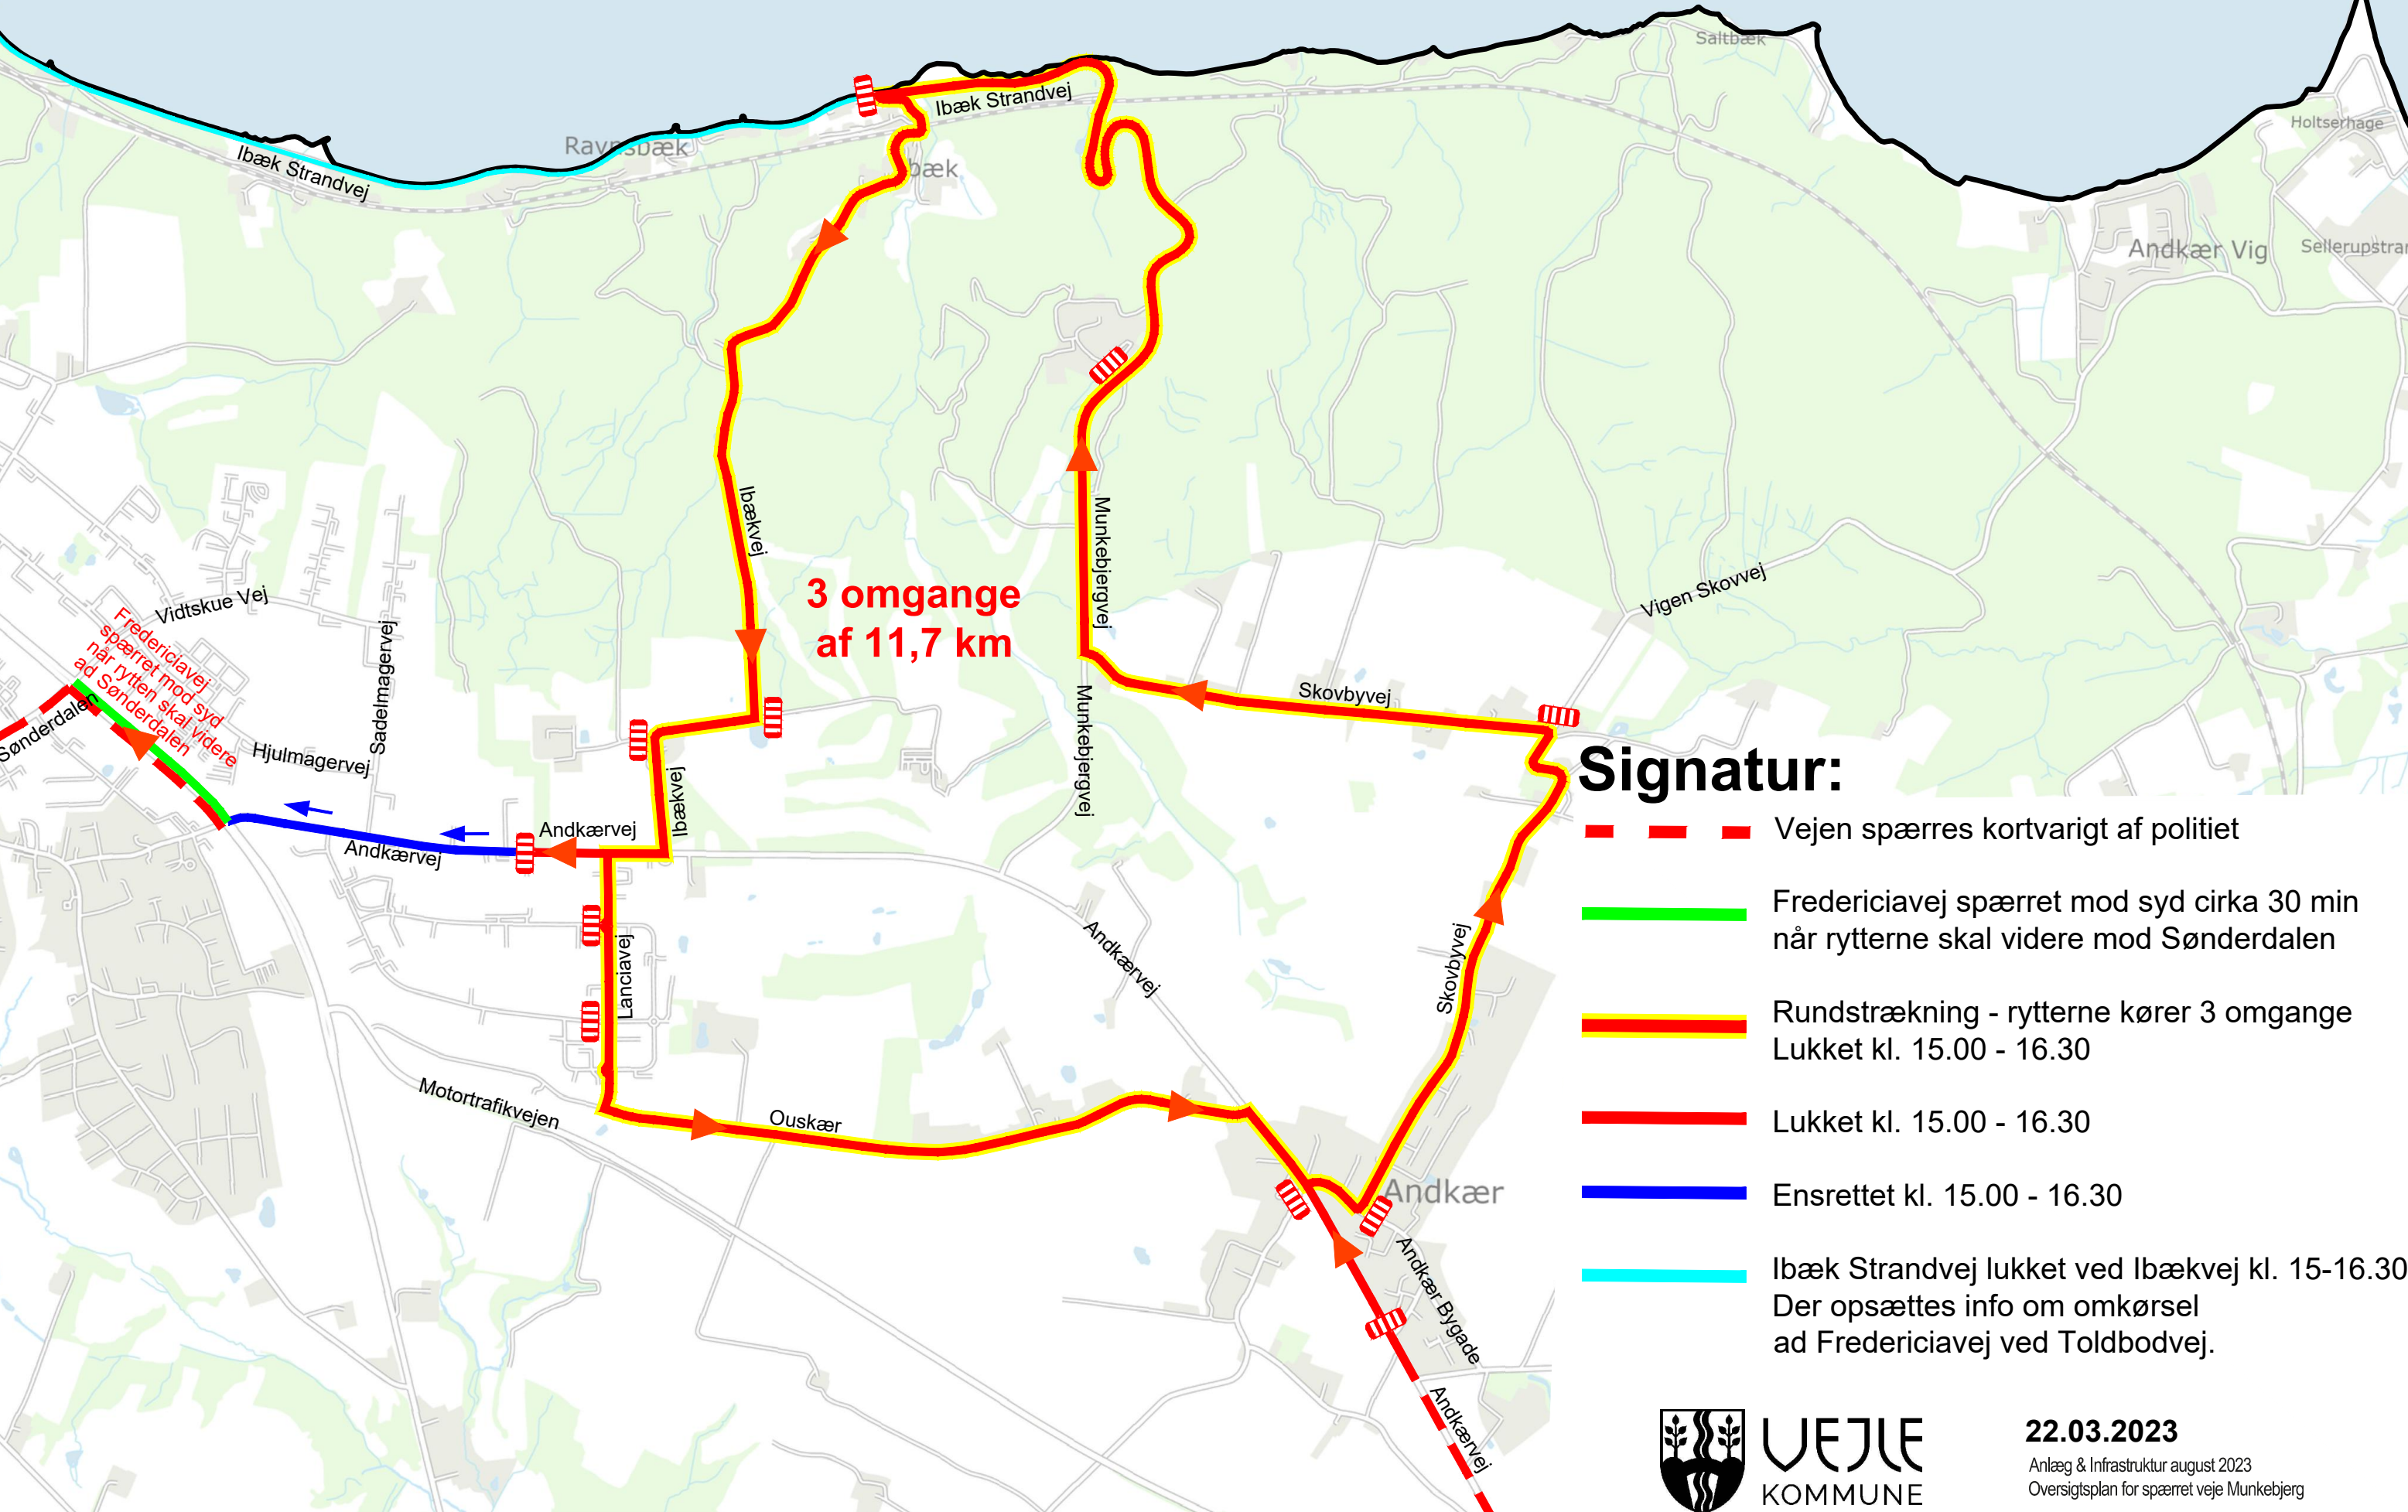 Saltbæk
Holtserhage
Ibæk Strandvej
Ravnsbæk
Ibæk Strandvej
bæk
Andkær Vig
Sellerupstran
Ibækvej
Munkebjergvej
3 omgange
af 11,7 km
Vigen Skovvej
Vidtskue Vej
Fredericiavej
spærret mod syd
når rytten skal videre
ad Sønderdalen
Sadelmagervej
Sønderdalen
Hjulmagervej
Skovbyvej
Munkebjergvej
Ibækvej
Andkærvej
Andkærvej
Lanciavej
Andkærvej
Skovbyvej
Motortrafikvejen
Ouskær
Andkær
Andkær Bygade
Andkærvej
Signatur:
Vejen spærres kortvarigt af politiet
Fredericiavej spærret mod syd cirka 30 min
når rytterne skal videre mod Sønderdalen
Rundstrækning - rytterne kører 3 omgange
Lukket kl. 15.00 - 16.30
Lukket kl. 15.00 - 16.30
Ensrettet kl. 15.00 - 16.30
Ibæk Strandvej lukket ved Ibækvej kl. 15-16.30
Der opsættes info om omkørsel
ad Fredericiavej ved Toldbodvej.
VEJLE
KOMMUNE
22.03.2023
Anlæg & Infrastruktur august 2023
Oversigtsplan for spærret veje Munkebjerg